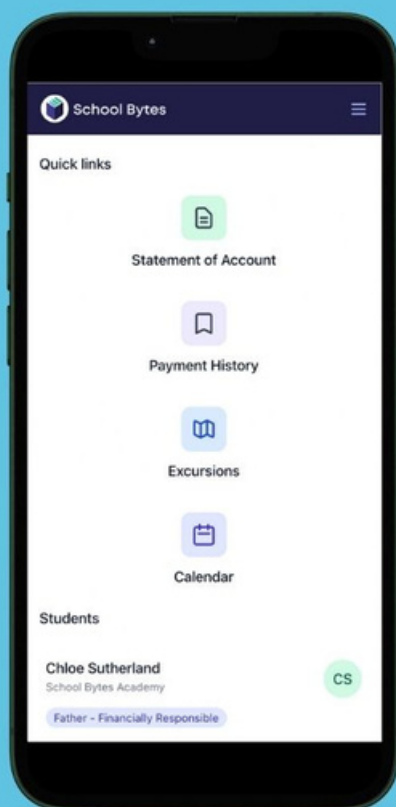 School Bytes
Quick links
Statement of Account
Payment History
Excursions
Calendar
Students
Chloe Sutherland
School Bytes Academy
CS
Father - Financially Responsible